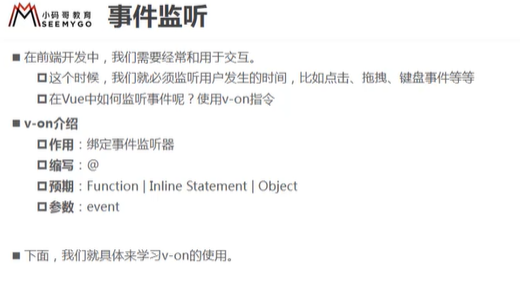 小码哥教育
SEEMYGO
事件监听
在前端开发中，我们需要经常和用于交互。
这个时候，我们就必须监听用户发生的时间，比如点击、拖拽、键盘事件等等
在Vue中如何监听事件呢？使用v-on指令
v-on介绍
作用：绑定事件监听器
缩写：@
预期：Function | Inline Statement | Object
参数：event
下面，我们就具体来学习v-on的使用。